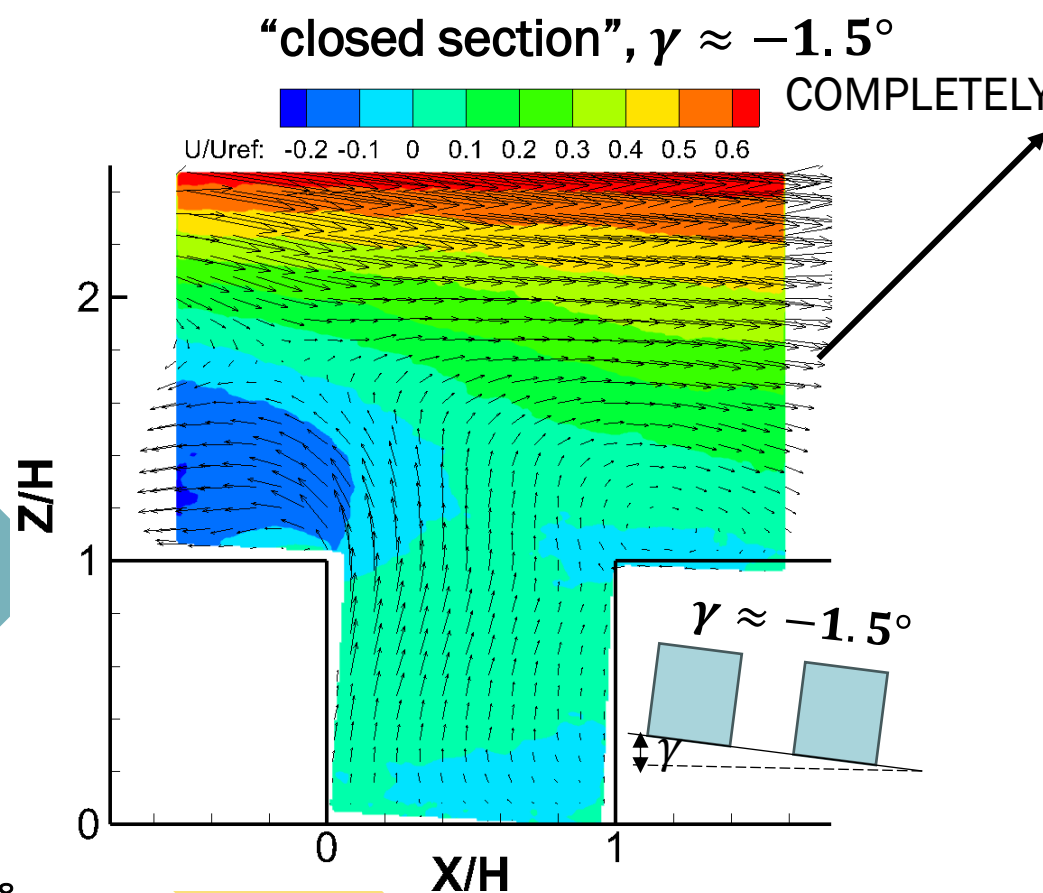 “closed section”, γ ≈ −1.5°
COMPLETELY
U/Uref: -0.2 -0.1 0 0.1 0.2 0.3 0.4 0.5 0.6
2
Z/H
1
γ ≈ −1.5°
γ
0
0 1
X/H